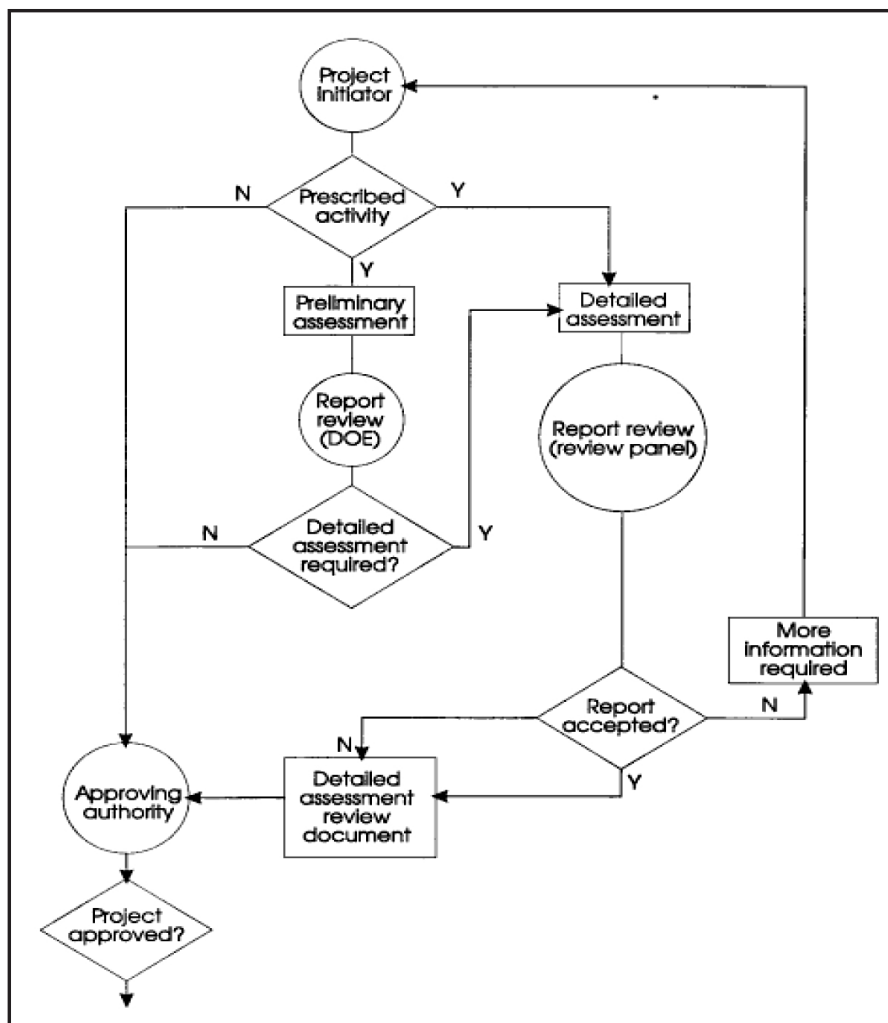 Project
initiator
N
Prescribed
activity
Y
Y
Preliminary
assessment
Detailed
assessment
Report
review
(DOE)
Report review
(review panel)
N
Detailed
assessment
required?
Y
More
information
required
Report
accepted?
N
N
Y
Approving
authority
Detailed
assessment
review
document
Project
approved?